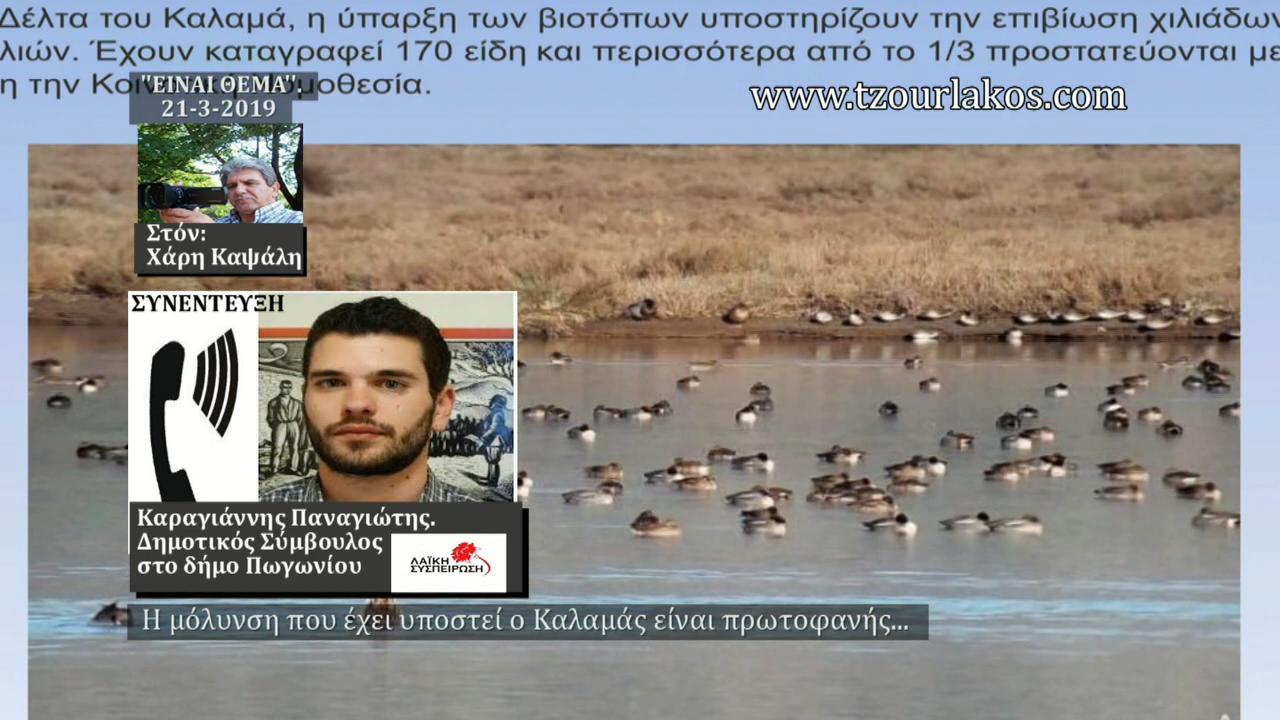 Δέλτα του Καλαμά, η ύπαρξη των βιοτόπων υποστηρίζουν την επιβίωση χιλιάδων
λιών. Έχουν καταγραφεί 170 είδη και περισσότερα από το 1/3 προστατεύονται με
η την
"ΕΙΝΑΙ ΘΕΜΑ".
21-3-2019
www.tzourlakos.com
Στόν:
Χάρη Καψάλη
ΣΥΝΕΝΤΕΥΞΗ
Καραγιάννης Παναγιώτης.
Δημοτικός Σύμβουλος
στο δήμο Πωγωνίου
ΛΑΪΚΗ
ΣΥΣΠΕΙΡΩΣΗ
Η μόλυνση που έχει υποστεί ο Καλαμάς είναι πρωτοφανής...